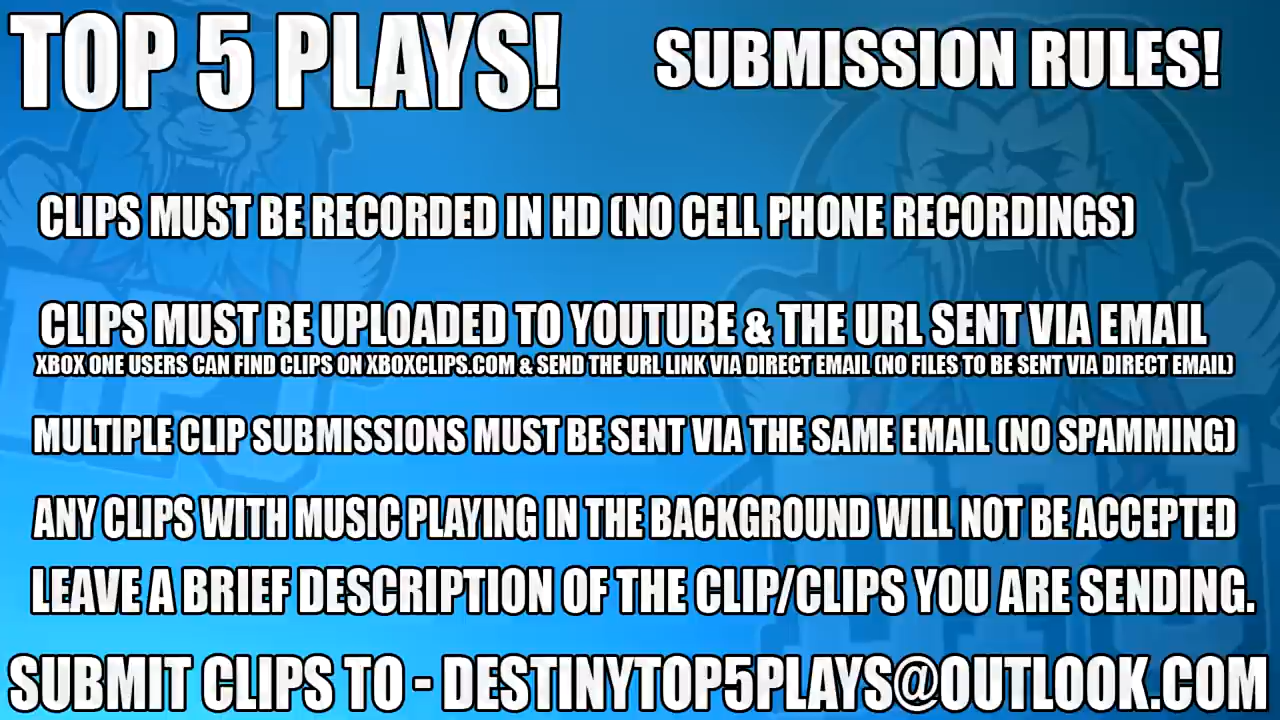 TOP 5 PLAYS!
SUBMISSION RULES!
CLIPS MUST BE RECORDED IN HD (NO CELL PHONE RECORDINGS)
CLIPS MUST BE UPLOADED TO YOUTUBE & THE URL SENT VIA EMAIL
XBOX ONE USERS CAN FIND CLIPS ON XBOXCLIPS.COM & SEND THE URL LINK VIA DIRECT EMAIL (NO FILES TO BE SENT VIA DIRECT EMAIL)
MULTIPLE CLIP SUBMISSIONS MUST BE SENT VIA THE SAME EMAIL (NO SPAMMING)
ANY CLIPS WITH MUSIC PLAYING IN THE BACKGROUND WILL NOT BE ACCEPTED
LEAVE A BRIEF DESCRIPTION OF THE CLIP/CLIPS YOU ARE SENDING.
SUBMIT CLIPS TO - DESTINYTOP5PLAYS@OUTLOOK.COM